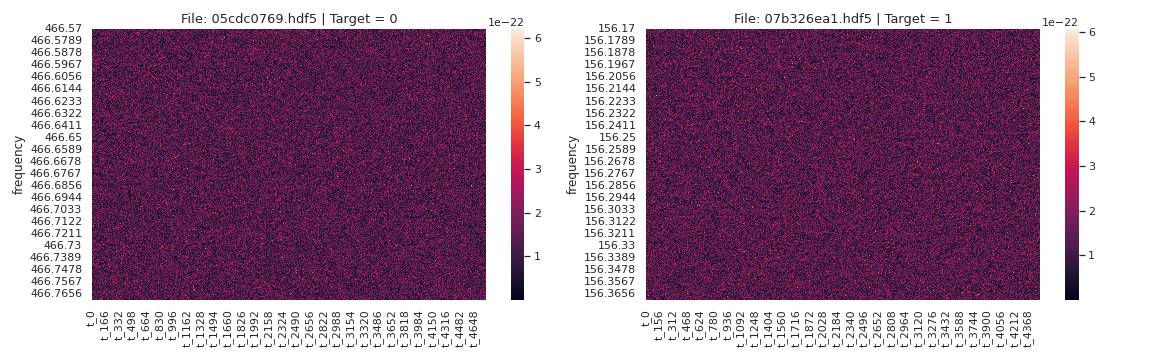 File: 05cdc0769.hdf5 | Target = 0
1e−22
frequency
466.57
466.5789
466.5878
466.5967
466.6056
466.6144
466.6233
466.6322
466.6411
466.65
466.6589
466.6678
466.6767
466.6856
466.6944
466.7033
466.7122
466.7211
466.73
466.7389
466.7478
466.7567
466.7656
6
5
4
3
2
1
t_0
t_166
t_332
t_498
t_664
t_830
t_996
t_1162
t_1328
t_1494
t_1660
t_1826
t_1992
t_2158
t_2324
t_2490
t_2656
t_2822
t_2988
t_3154
t_3320
t_3486
t_3652
t_3818
t_3984
t_4150
t_4316
t_4482
t_4648
File: 07b326ea1.hdf5 | Target = 1
1e−22
frequency
156.17
156.1789
156.1878
156.1967
156.2056
156.2144
156.2233
156.2322
156.2411
156.25
156.2589
156.2678
156.2767
156.2856
156.2944
156.3033
156.3122
156.3211
156.33
156.3389
156.3478
156.3567
156.3656
6
5
4
3
2
1
t_0
t_156
t_312
t_468
t_624
t_780
t_936
t_1092
t_1248
t_1404
t_1560
t_1716
t_1872
t_2028
t_2184
t_2340
t_2496
t_2652
t_2808
t_2964
t_3120
t_3276
t_3432
t_3588
t_3744
t_3900
t_4056
t_4212
t_4368